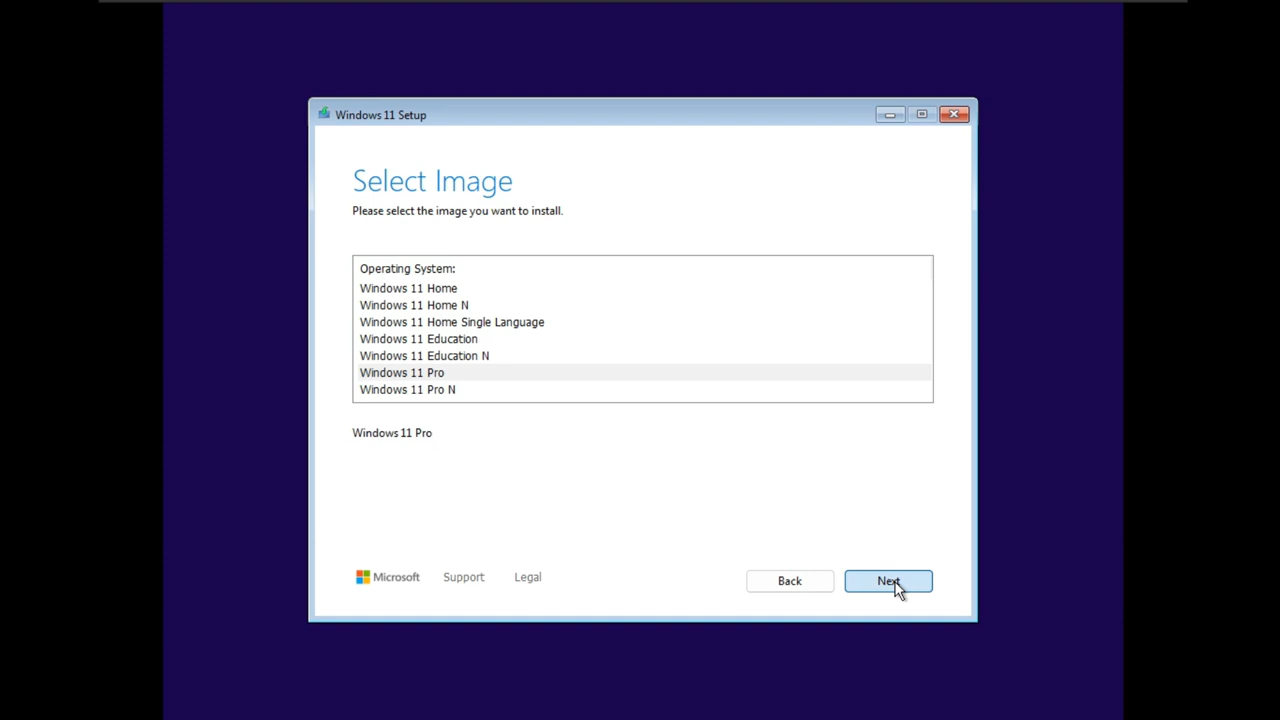 Windows 11 Setup
Select Image
Please select the image you want to install.
Operating System:
Windows 11 Home
Windows 11 Home N
Windows 11 Home Single Language
Windows 11 Education
Windows 11 Education N
Windows 11 Pro
Windows 11 Pro N
Windows 11 Pro
Microsoft Support Legal Back Next